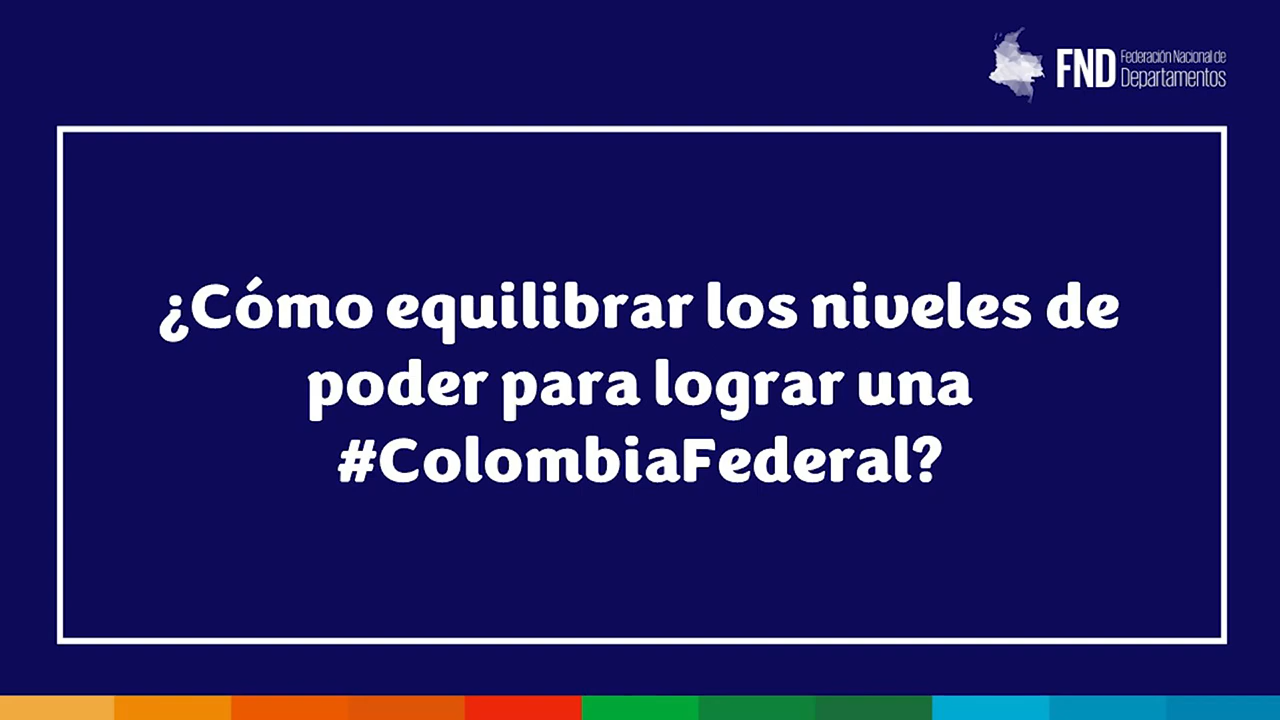 FND Federación Nacional de
Departamentos
¿Cómo equilibrar los niveles de
poder para lograr una
#ColombiaFederal?